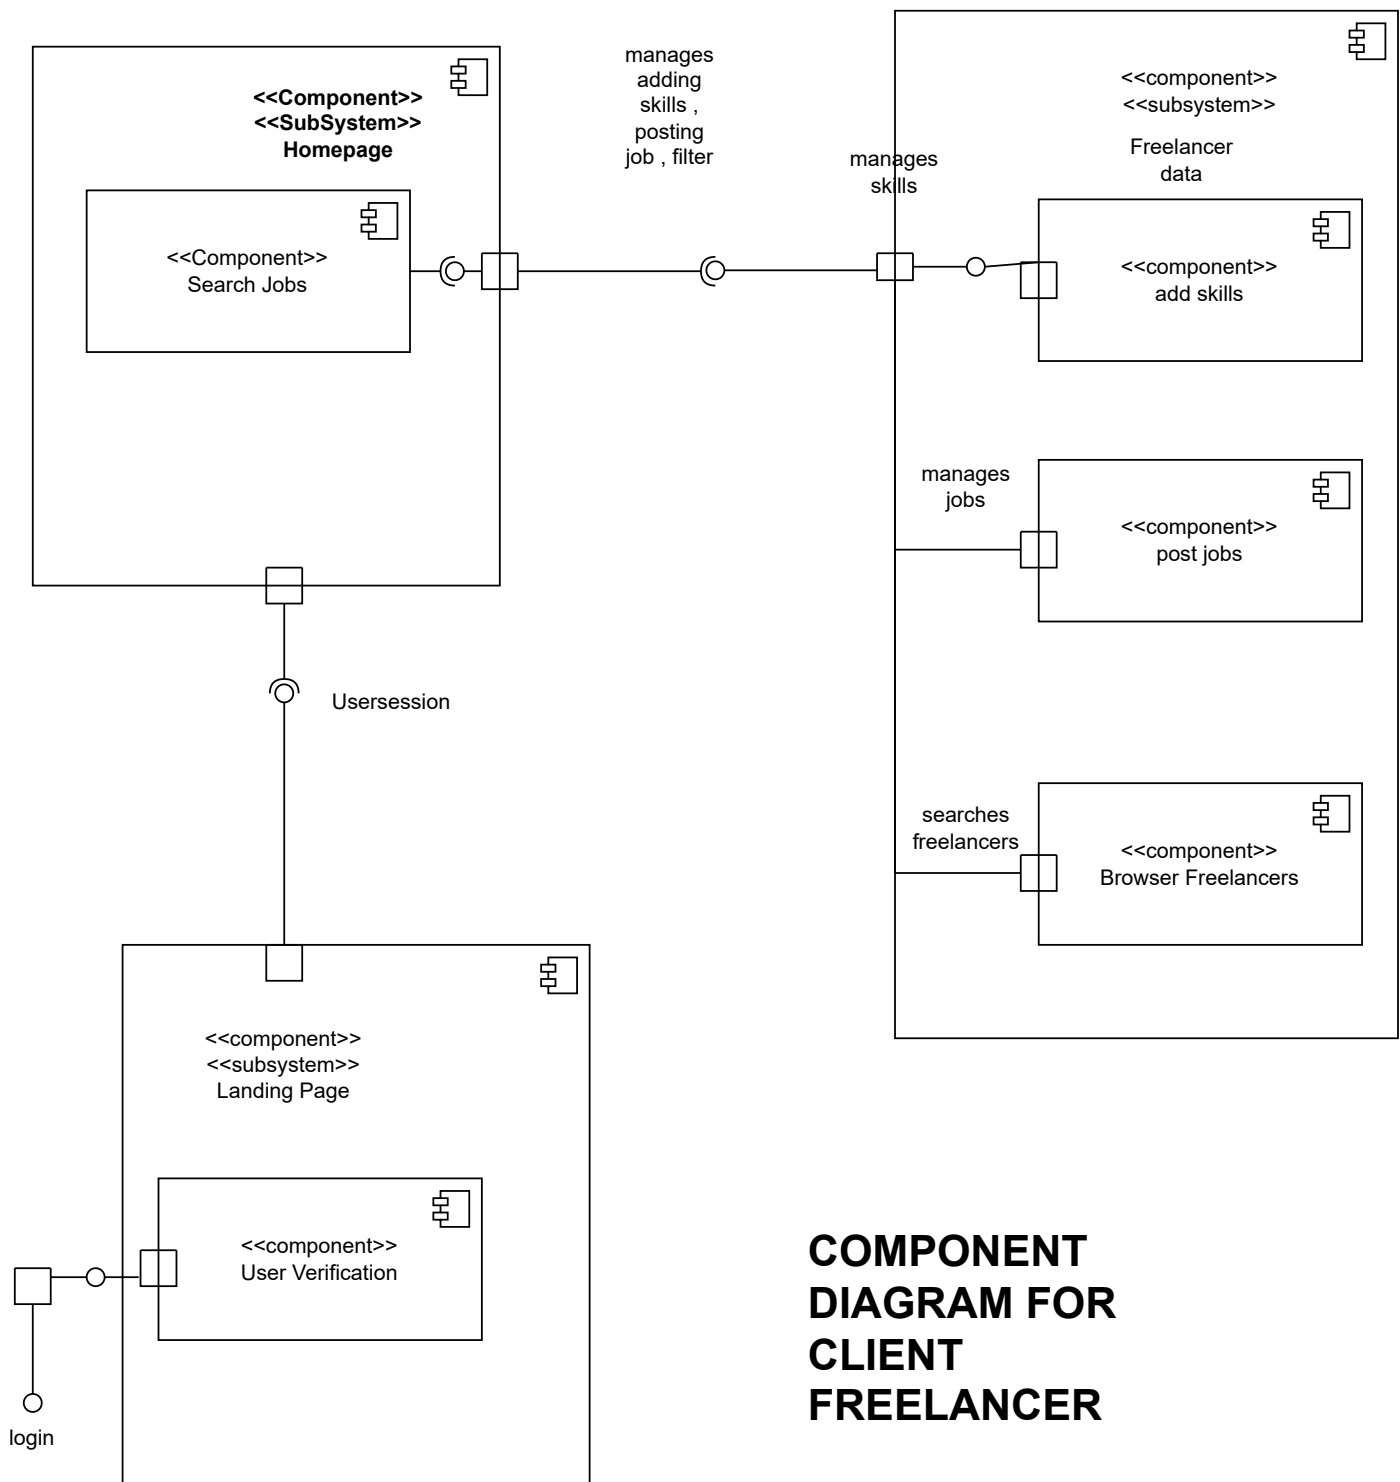 <<Component>>
<<SubSystem>>
Homepage
<<Component>>
Search Jobs
manages
adding
skills ,
posting
job , filter
manages
skills
<<component>>
<<subsystem>>
Freelancer
data
<<component>>
add skills
manages
jobs
<<component>>
post jobs
searches
freelancers
<<component>>
Browser Freelancers
Usersession
<<component>>
<<subsystem>>
Landing Page
<<component>>
User Verification
login
COMPONENT
DIAGRAM FOR
CLIENT
FREELANCER